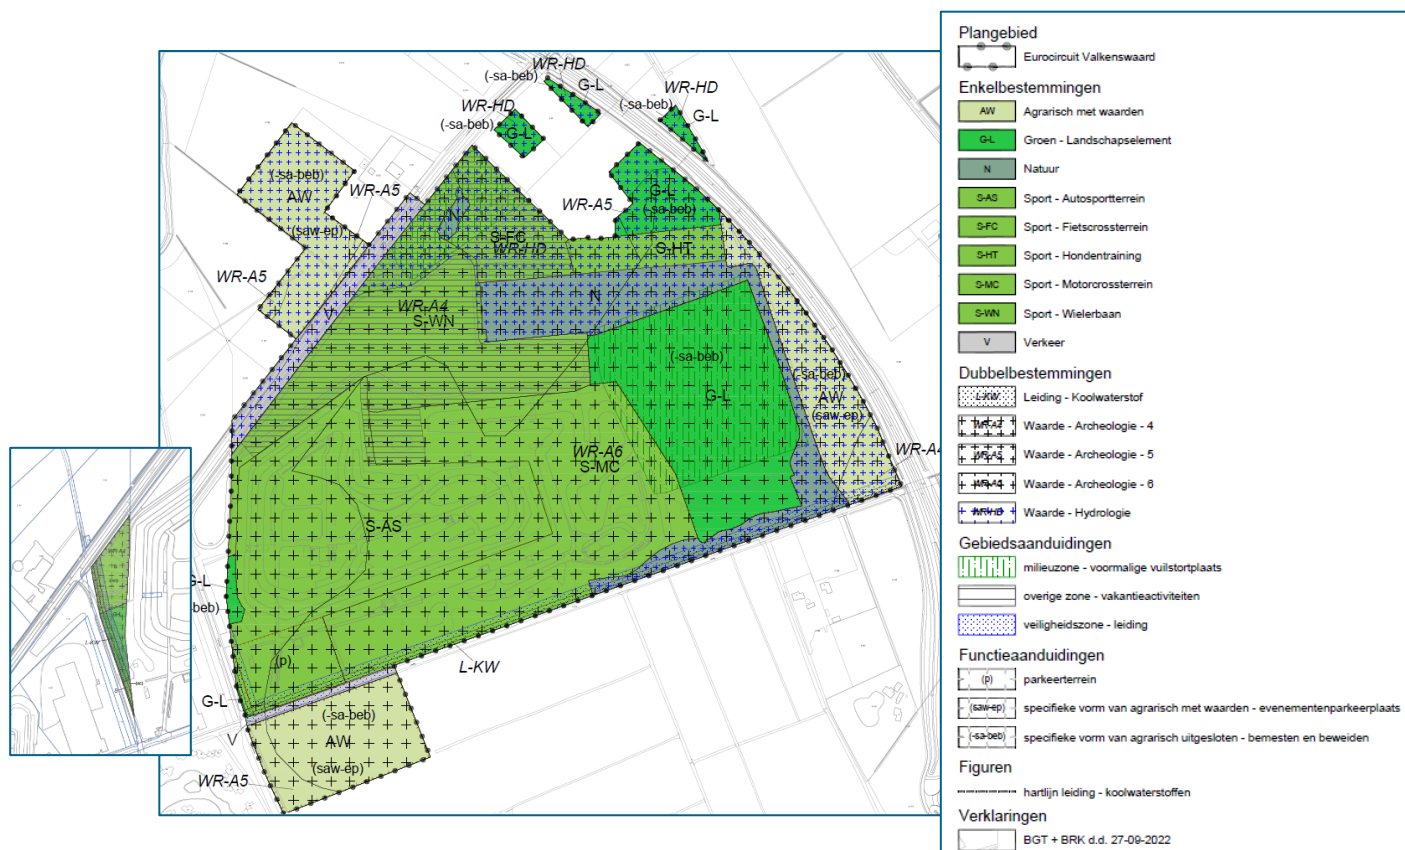 WR-HD
(-sa-beb)
G-L
WR-HD
WR-HD
(-sa-beb)
(-sa-beb)
G-L
G-L
(-sa-beb)
WR-A5
AW
G-L
WR-A5
(-sa-beb)
N
(saw-ep)
S-FC
WR-HD
S-HT
WR-A5
N
WR-A4
V
S-WN
(-sa-beb)
(-sa-beb)
G-L
AW
(saw-ep)
WR-A6
WR-A4
S-MC
S-AS
G-L
(p)
L-KW
G-L
(-sa-beb)
V
AW
(saw-ep)
WR-A5
L-KW
Plangebied
Eurocircuit Valkenswaard
Enkelbestemmingen
AW Agrarisch met waarden
G-L Groen - Landschapselement
N Natuur
S-AS Sport - Autosportterrein
S-FC Sport - Fietscrossterrein
S-HT Sport - Hondentraining
S-MC Sport - Motorcrossterrein
S-WN Sport - Wielerbaan
V Verkeer
Dubbelbestemmingen
L-KW Leiding - Koolwaterstof
WR-A4 Waarde - Archeologie - 4
WR-A5 Waarde - Archeologie - 5
WR-A6 Waarde - Archeologie - 6
WR-HD Waarde - Hydrologie
Gebiedsaanduidingen
milieuzone - voormalige vuilstortplaats
overige zone - vakantieactiviteiten
veiligheidszone - leiding
Functieaanduidingen
(p) parkeerterrein
(saw-ep) specifieke vorm van agrarisch met waarden - evenementenparkeerplaats
(-sa-beb) specifieke vorm van agrarisch uitgesloten - bemesten en beweiden
Figuren
hartlijn leiding - koolwaterstoffen
Verklaringen
BGT + BRK d.d. 27-09-2022